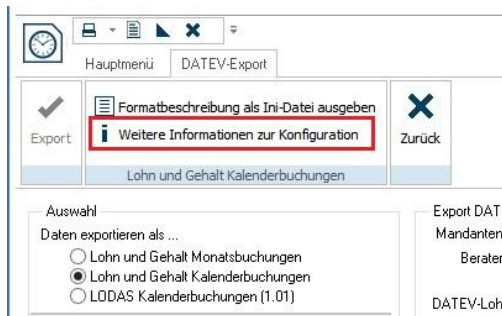 Hauptmenü DATEV-Export
Formatbeschreibung als Ini-Datei ausgeben
Export
Weitere Informationen zur Konfiguration
Zurück
Lohn und Gehalt Kalenderbuchungen
Auswahl
Export DAT
Daten exportieren als ...
Mandanten
Lohn und Gehalt Monatsbuchungen
Berater
Lohn und Gehalt Kalenderbuchungen
LODAS Kalenderbuchungen (1.01)
DATEV-Loh